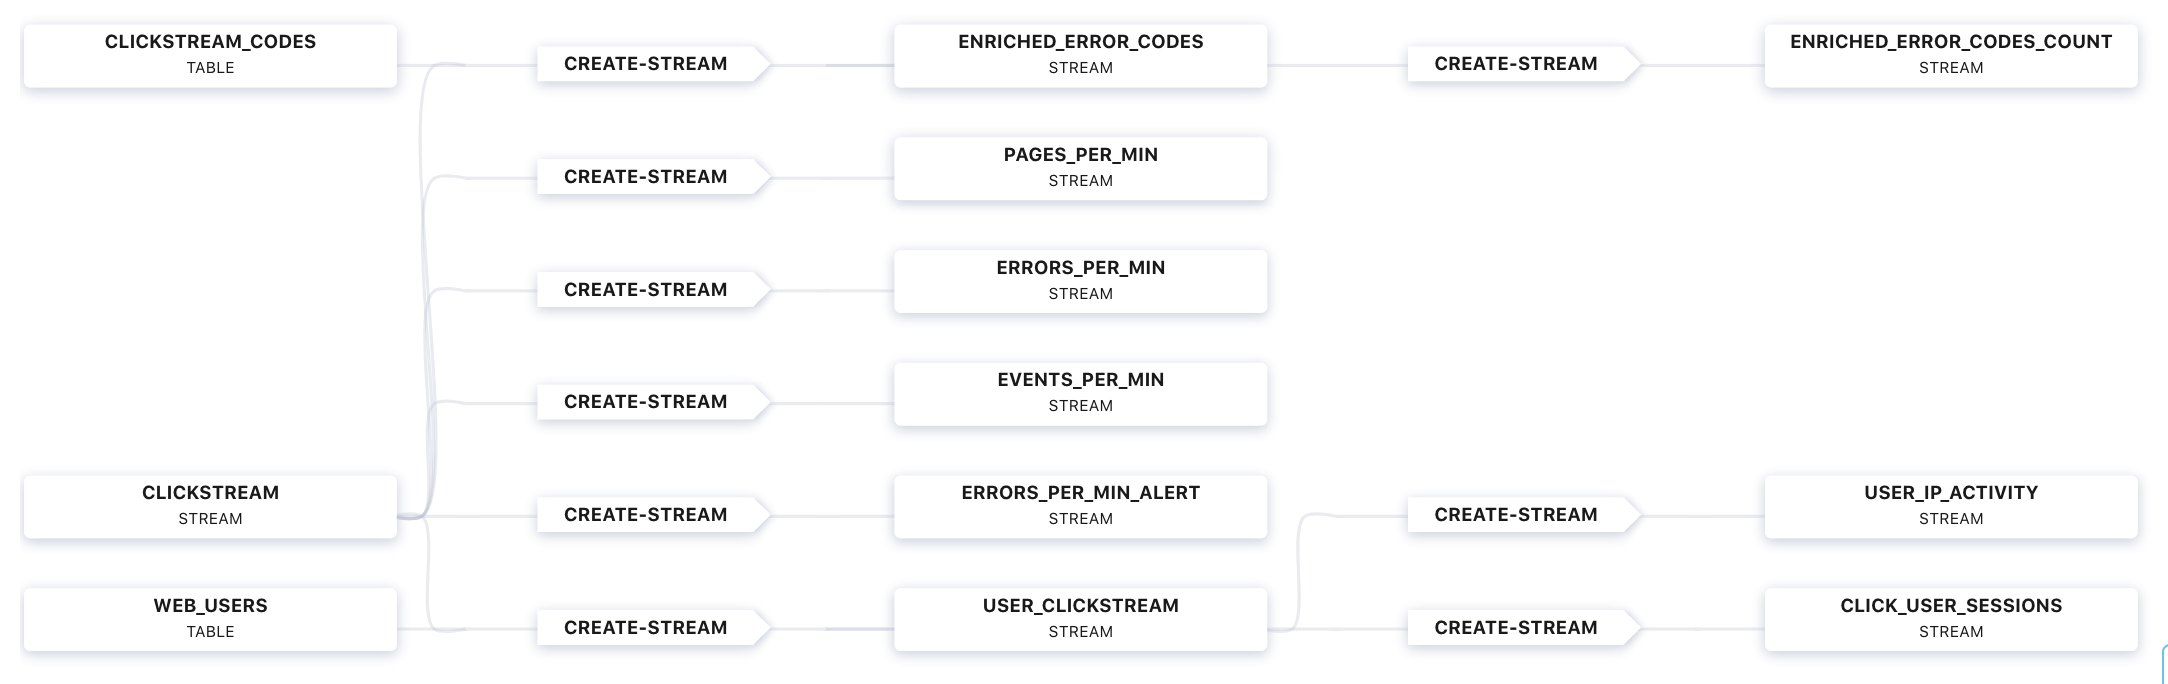 CLICKSTREAM_CODES
TABLE
CREATE-STREAM
ENRICHED_ERROR_CODES
STREAM
CREATE-STREAM
ENRICHED_ERROR_CODES_COUNT
STREAM
CREATE-STREAM
PAGES_PER_MIN
STREAM
CREATE-STREAM
ERRORS_PER_MIN
STREAM
CREATE-STREAM
EVENTS_PER_MIN
STREAM
CLICKSTREAM
STREAM
CREATE-STREAM
ERRORS_PER_MIN_ALERT
STREAM
CREATE-STREAM
USER_IP_ACTIVITY
STREAM
WEB_USERS
TABLE
CREATE-STREAM
USER_CLICKSTREAM
STREAM
CREATE-STREAM
CLICK_USER_SESSIONS
STREAM